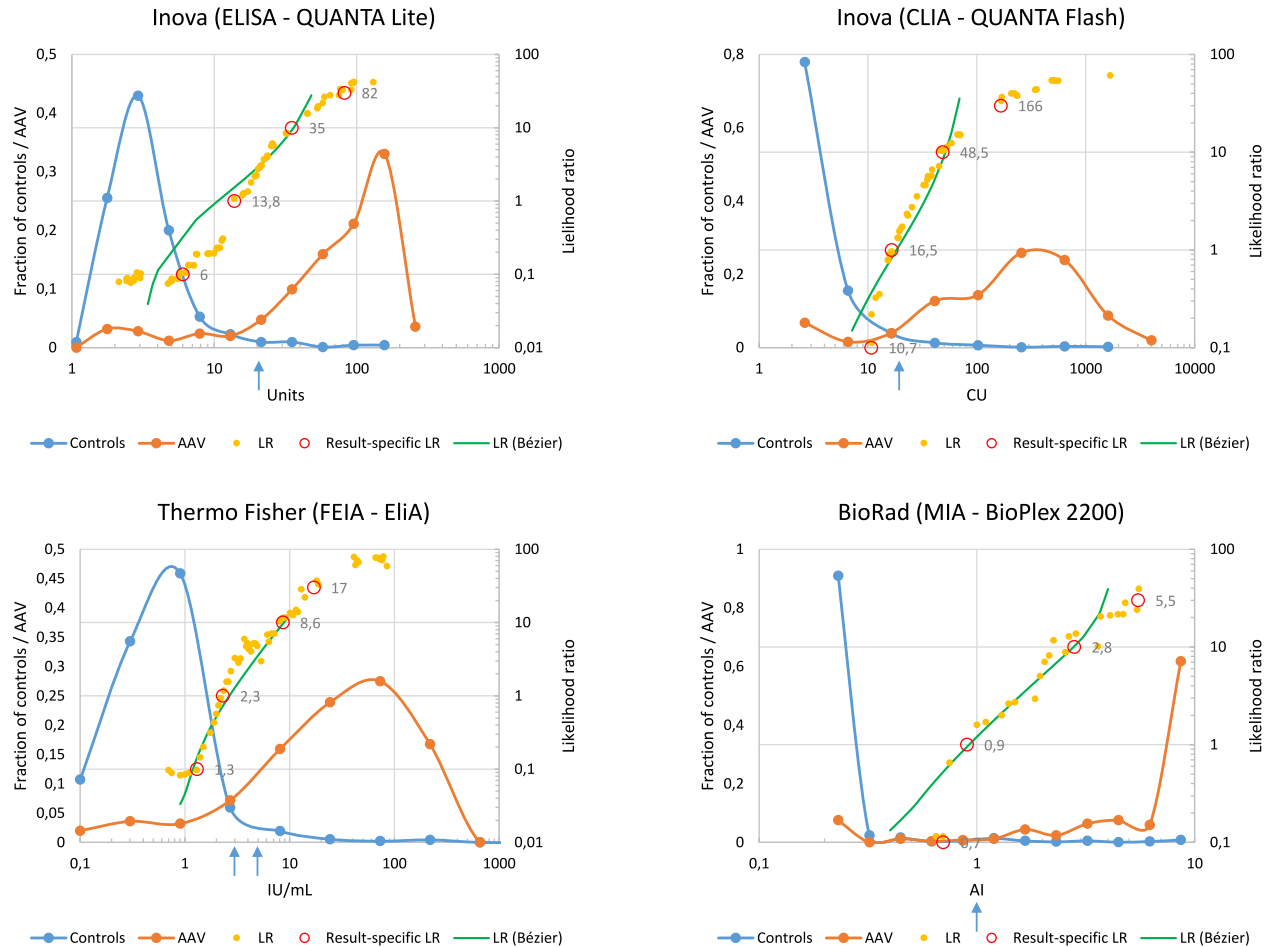 Inova (ELISA - QUANTA Lite)
Fraction of controls / AAV
0,5
0,4
0,3
0,2
0,1
0
1
10
100
1000
100
10
1
0,1
0,01
Lielihood ratio
82
35
13,8
6
Units
Controls
AAV
LR
Result-specific LR
LR (Bézier)
Inova (CLIA - QUANTA Flash)
Fraction of controls / AAV
0,8
0,6
0,4
0,2
0
1
10
100
1000
10000
100
10
1
0,1
Likelihood ratio
166
48,5
16,5
10,7
CU
Controls
AAV
LR
Result-specific LR
LR (Bézier)
Thermo Fisher (FEIA - EliA)
Fraction of controls / AAV
0,5
0,45
0,4
0,35
0,3
0,25
0,2
0,15
0,1
0,05
0
0,1
1
10
100
1000
100
10
1
0,1
0,01
Likelihood ratio
17
8,6
2,3
1,3
IU/mL
Controls
AAV
LR
Result-specific LR
LR (Bézier)
BioRad (MIA - BioPlex 2200)
Fraction of controls / AAV
1
0,8
0,6
0,4
0,2
0
0,1
1
10
100
10
1
0,1
Likelihood ratio
5,5
2,8
0,9
0,7
AI
Controls
AAV
LR
Result-specific LR
LR (Bézier)